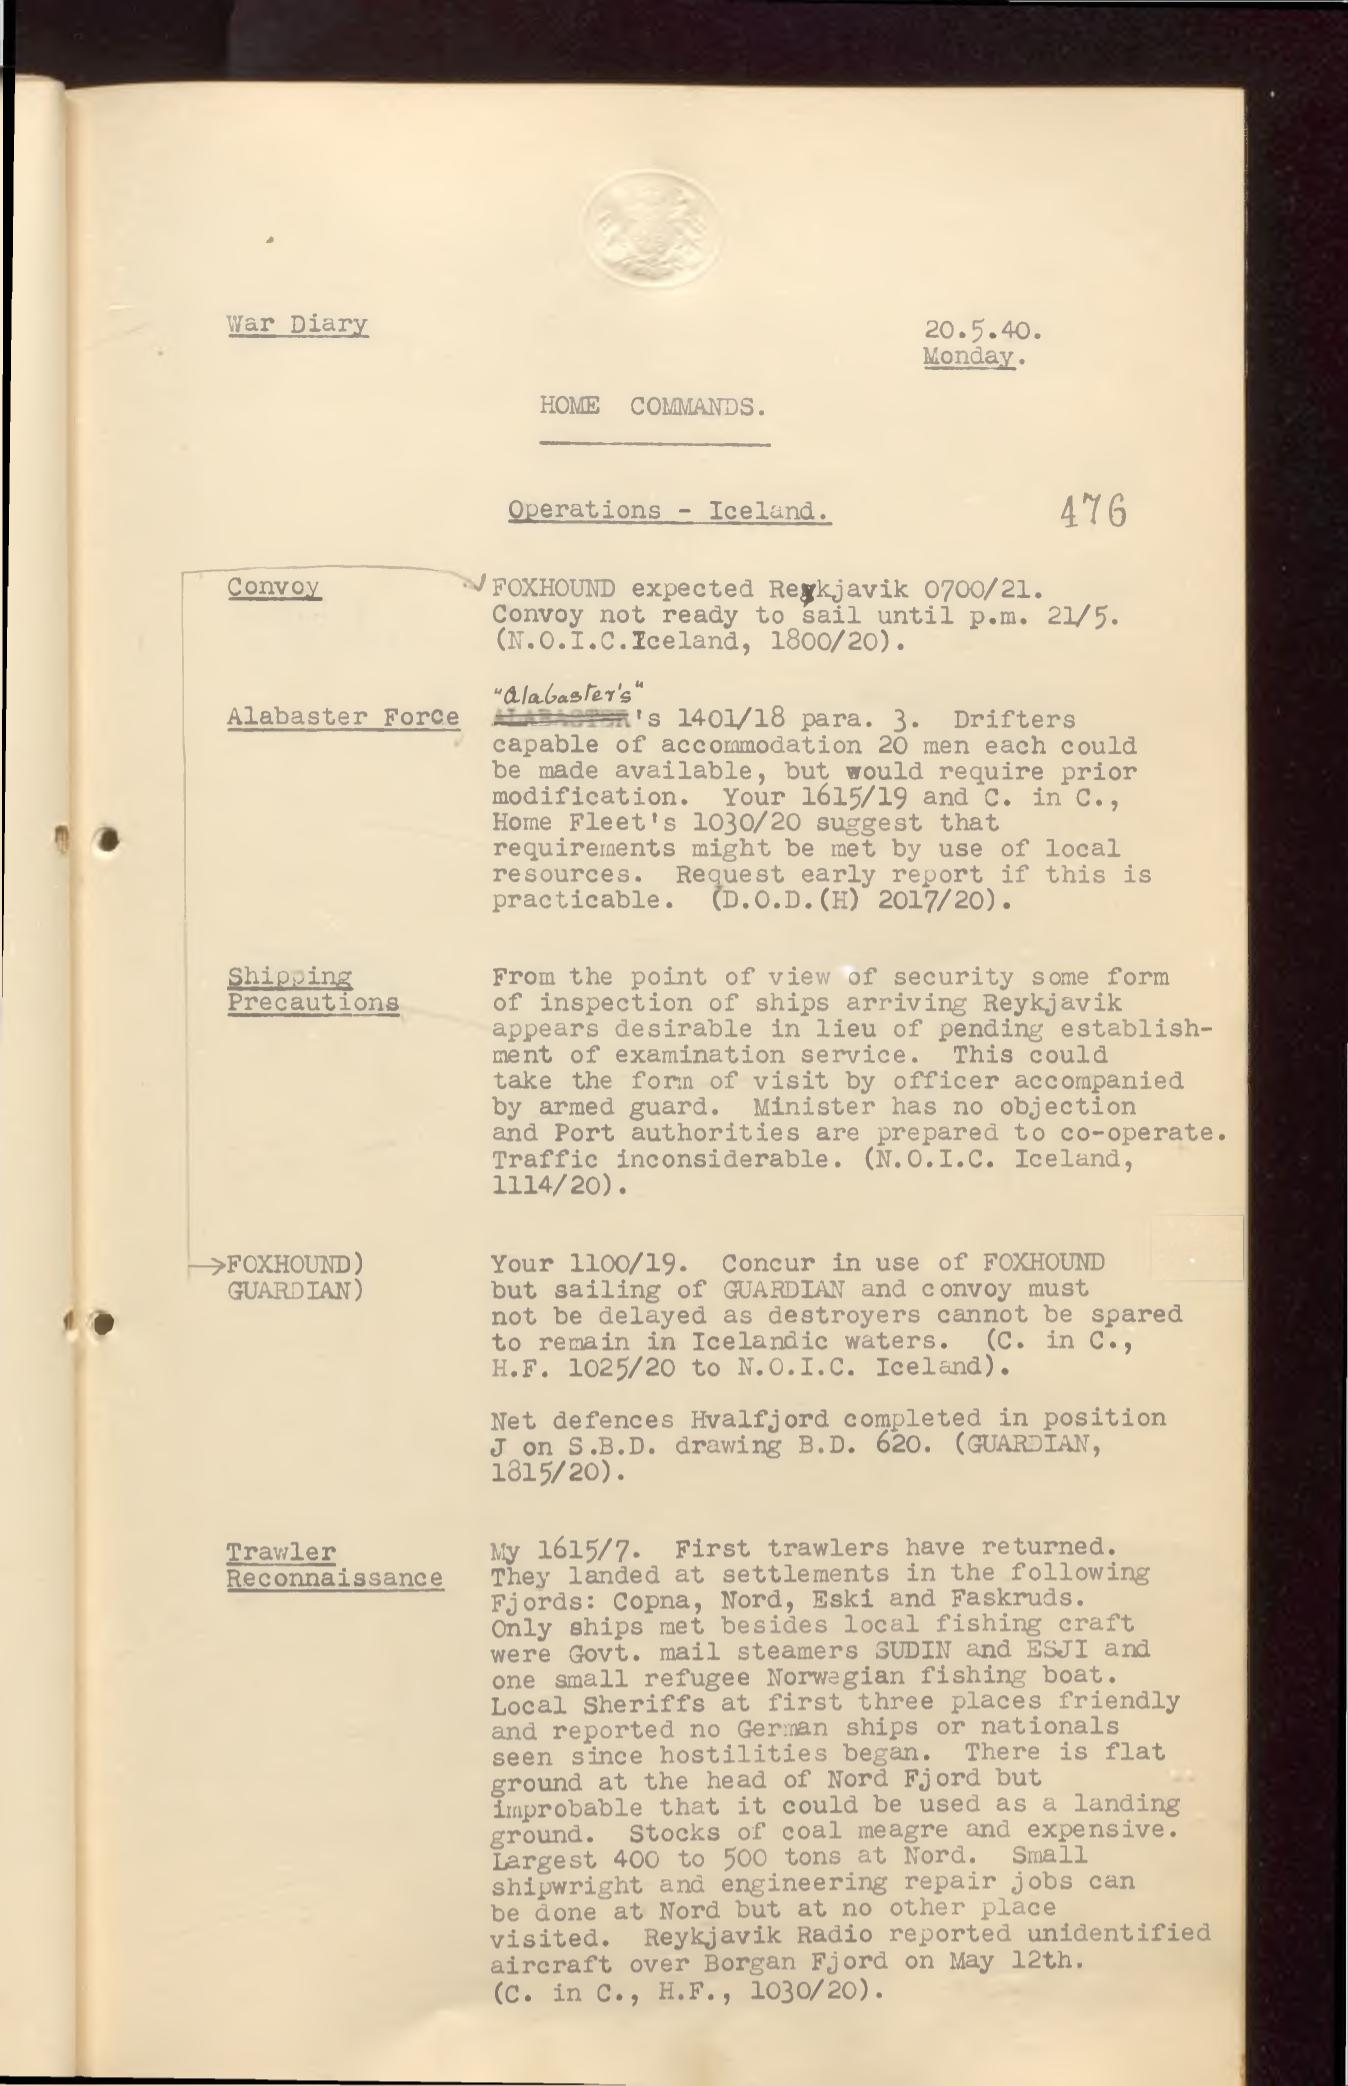 War Diary
20.5.40.
Monday.
HOME COMMANDS.
Operations - Iceland.
476
Convoy
FOXHOUND expected Reykjavik 0700/21.
Convoy not ready to sail until p.m. 21/5.
(N.O.I.C.Iceland, 1800/20).
"Alabaster's"
Alabaster Force
ALABASTER's 1401/18 para. 3. Drifters
capable of accommodation 20 men each could
be made available, but would require prior
modification. Your 1615/19 and C. in C.,
Home Fleet's 1030/20 suggest that
requirements might be met by use of local
resources. Request early report if this is
practicable. (D.O.D.(H) 2017/20).
Shipping
Precautions
From the point of view of security some form
of inspection of ships arriving Reykjavik
appears desirable in lieu of pending establish-
ment of examination service. This could
take the form of visit by officer accompanied
by armed guard. Minister has no objection
and Port authorities are prepared to co-operate.
Traffic inconsiderable. (N.O.I.C. Iceland,
1114/20).
FOXHOUND)
GUARDIAN)
Your 1100/19. Concur in use of FOXHOUND
but sailing of GUARDIAN and convoy must
not be delayed as destroyers cannot be spared
to remain in Icelandic waters. (C. in C.,
H.F. 1025/20 to N.O.I.C. Iceland).
Net defences Hvalfjord completed in position
J on S.B.D. drawing B.D. 620. (GUARDIAN,
1815/20).
Trawler
Reconnaissance
My 1615/7. First trawlers have returned.
They landed at settlements in the following
Fjords: Copna, Nord, Eski and Faskruds.
Only ships met besides local fishing craft
were Govt. mail steamers SUDIN and ESJI and
one small refugee Norwegian fishing boat.
Local Sheriffs at first three places friendly
and reported no German ships or nationals
seen since hostilities began. There is flat
ground at the head of Nord Fjord but
improbable that it could be used as a landing
ground. Stocks of coal meagre and expensive.
Largest 400 to 500 tons at Nord. Small
shipwright and engineering repair jobs can
be done at Nord but at no other place
visited. Reykjavik Radio reported unidentified
aircraft over Borgan Fjord on May 12th.
(C. in C., H.F., 1030/20).